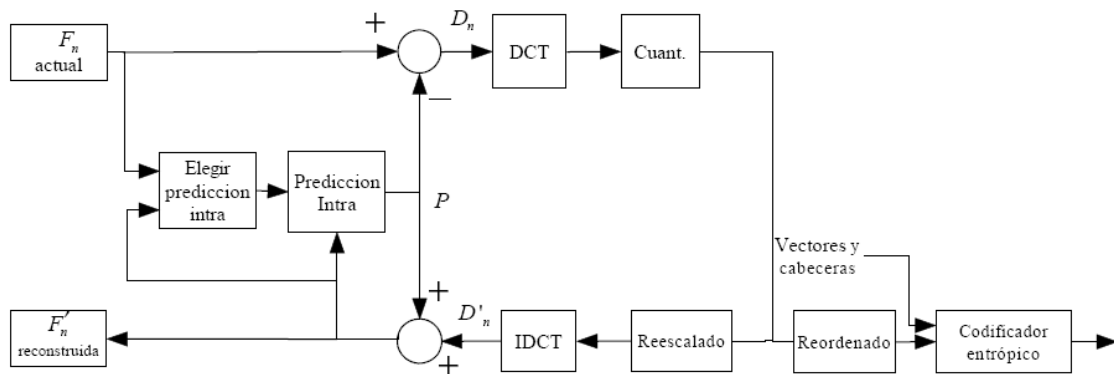 Fn
actual
+
Dn
DCT
Cuant.
—
Elegir
prediccion
intra
Prediccion
Intra
P
Vectores y
cabeceras
+
F'n
reconstruida
D'n
+
IDCT
Reescalado
Reordenado
Codificador
entrópico